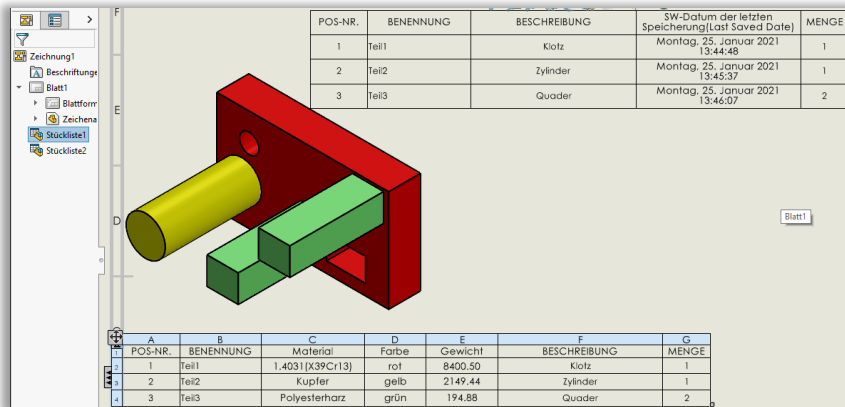 Zeichnung1
Beschriftunge
Blatt1
Blattform
Zeichena
Stückliste1
Stückliste2
F
E
D
POS-NR. BENENNUNG BESCHREIBUNG SW-Datum der letzten Speicherung(Last Saved Date) MENGE
1 Teil1 Klotz Montag, 25. Januar 2021 13:44:48 1
2 Teil2 Zylinder Montag, 25. Januar 2021 13:45:37 1
3 Teil3 Quader Montag, 25. Januar 2021 13:46:07 2
Blatt1
A B C D E F G
1 POS-NR. BENENNUNG Material Farbe Gewicht BESCHREIBUNG MENGE
2 1 Teil1 1.4031(X39Cr13) rot 8400.50 Klotz 1
3 2 Teil2 Kupfer gelb 2149.44 Zylinder 1
4 3 Teil3 Polyesterharz grün 194.88 Quader 2